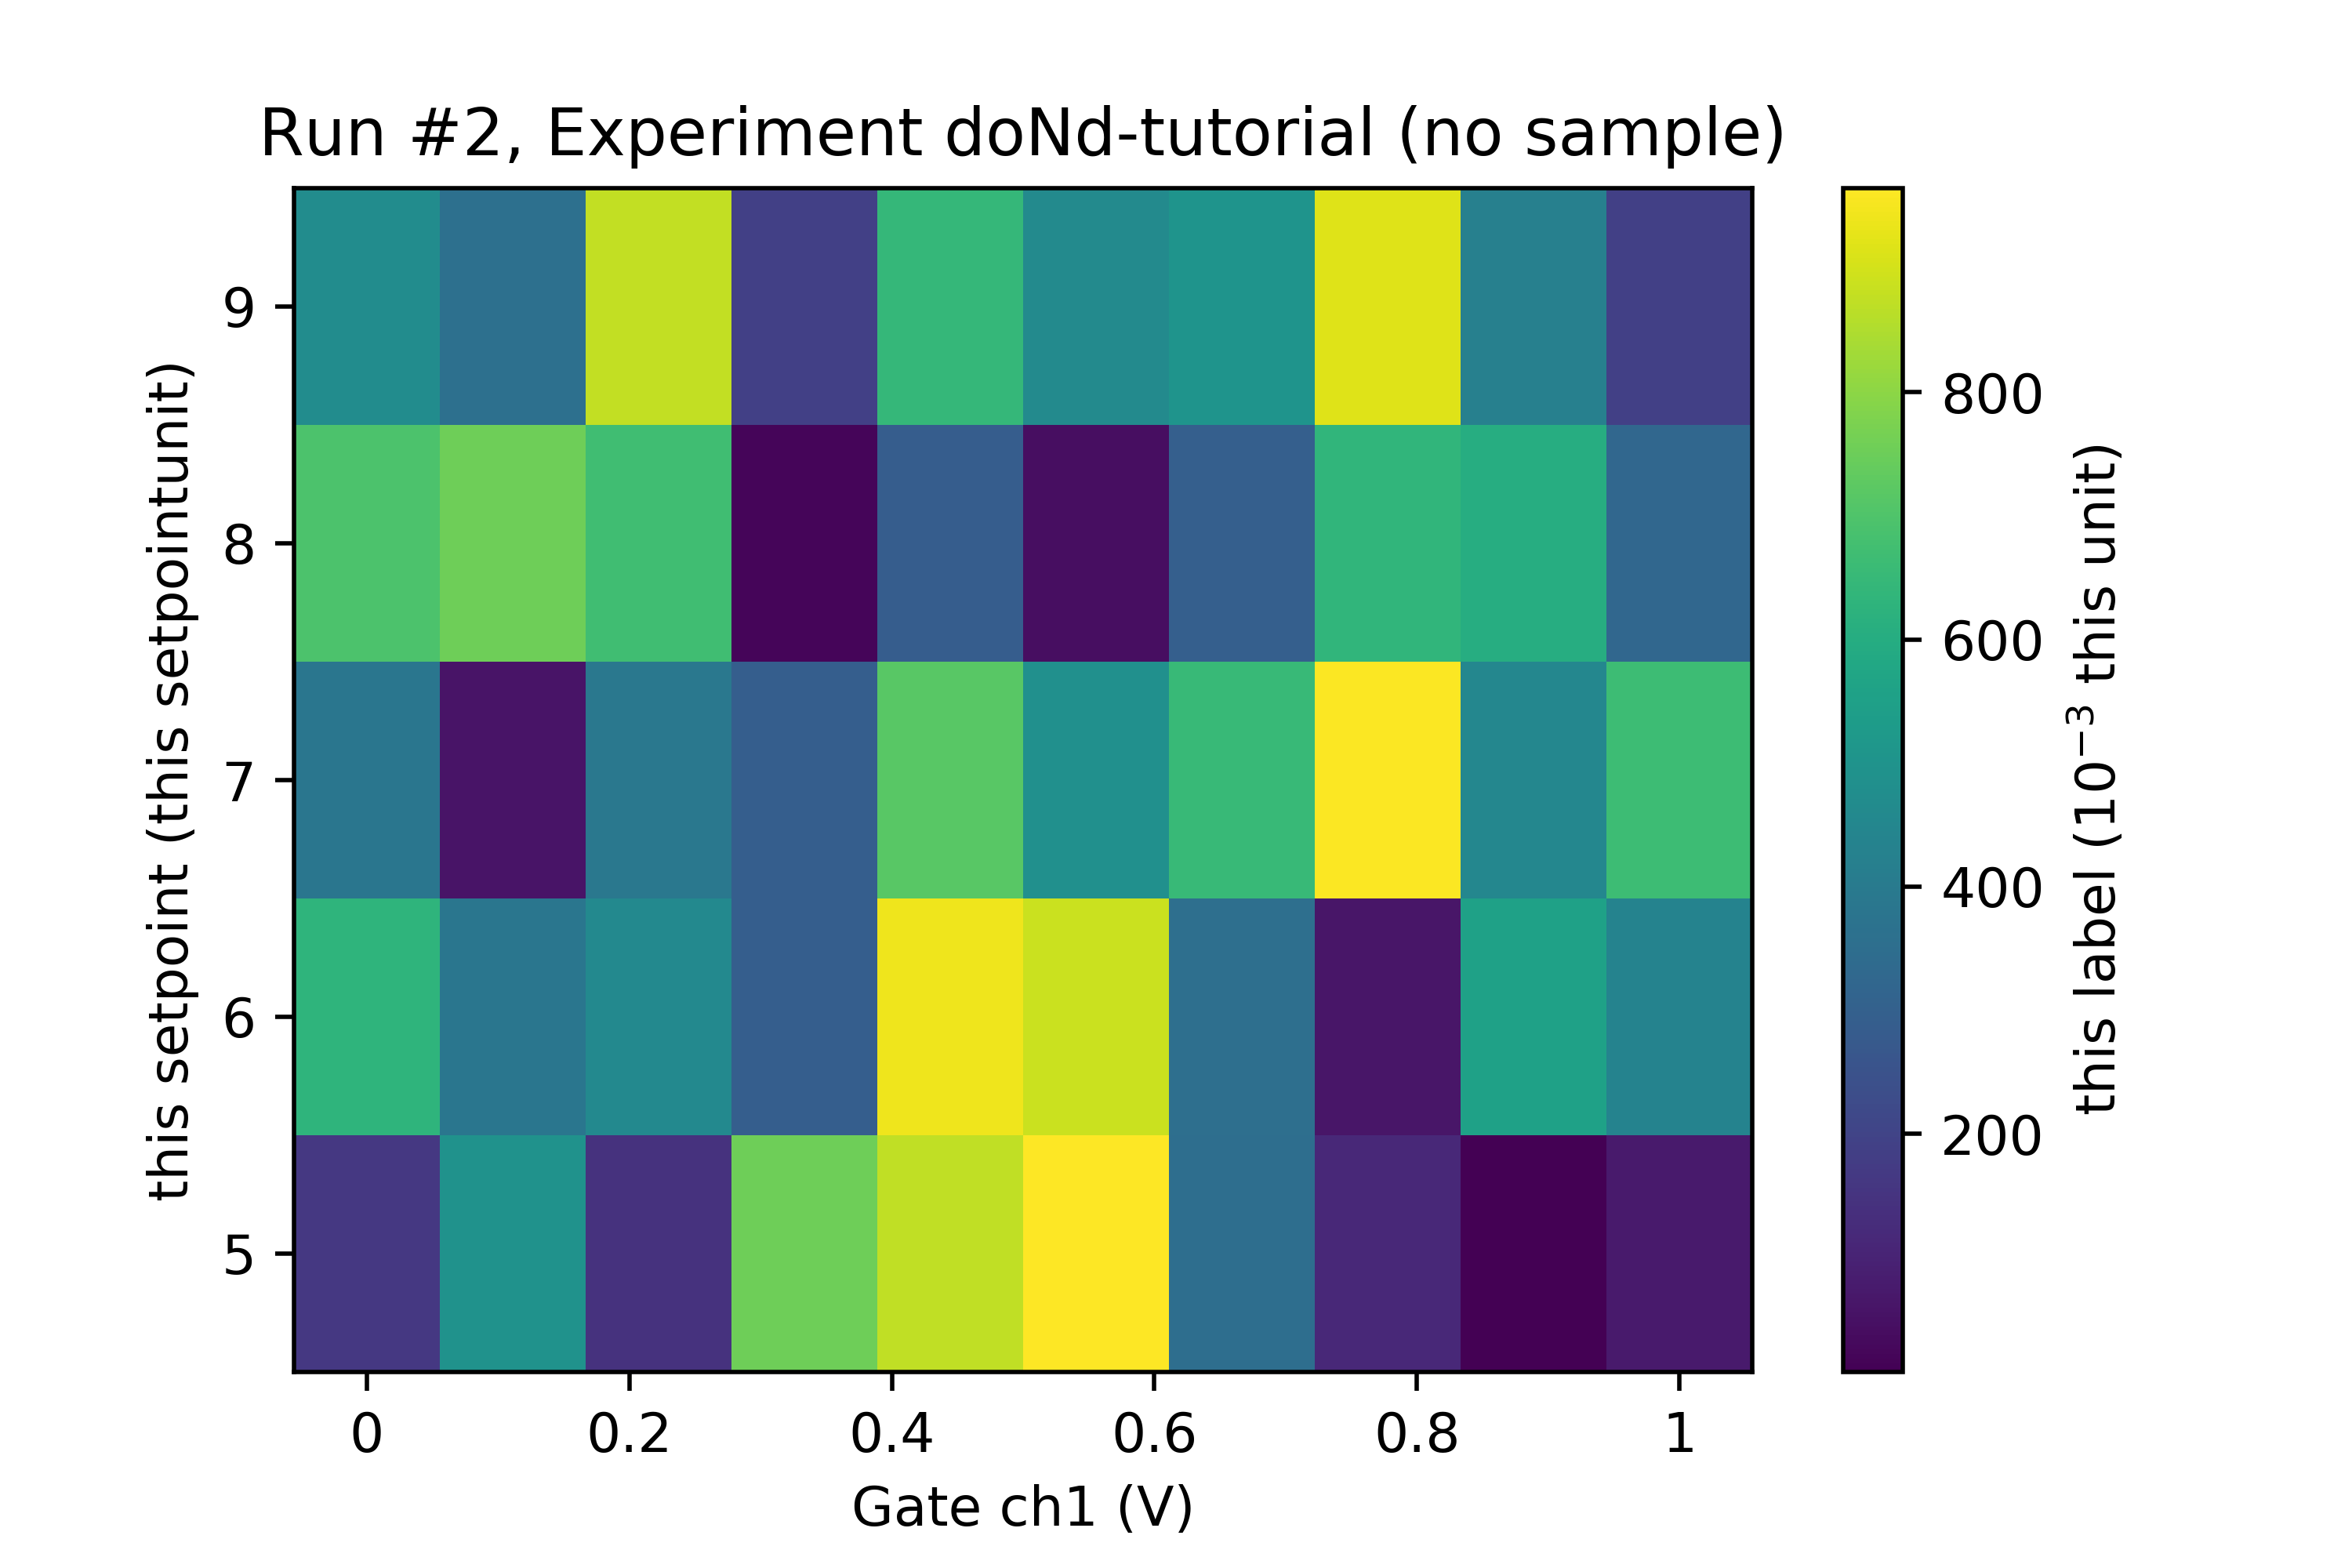 Run #2, Experiment doNd-tutorial (no sample)
this setpoint (this setpointunit)
9
8
7
6
5
0 0.2 0.4 0.6 0.8 1
Gate ch1 (V)
800
600
400
200
this label (10⁻³ this unit)